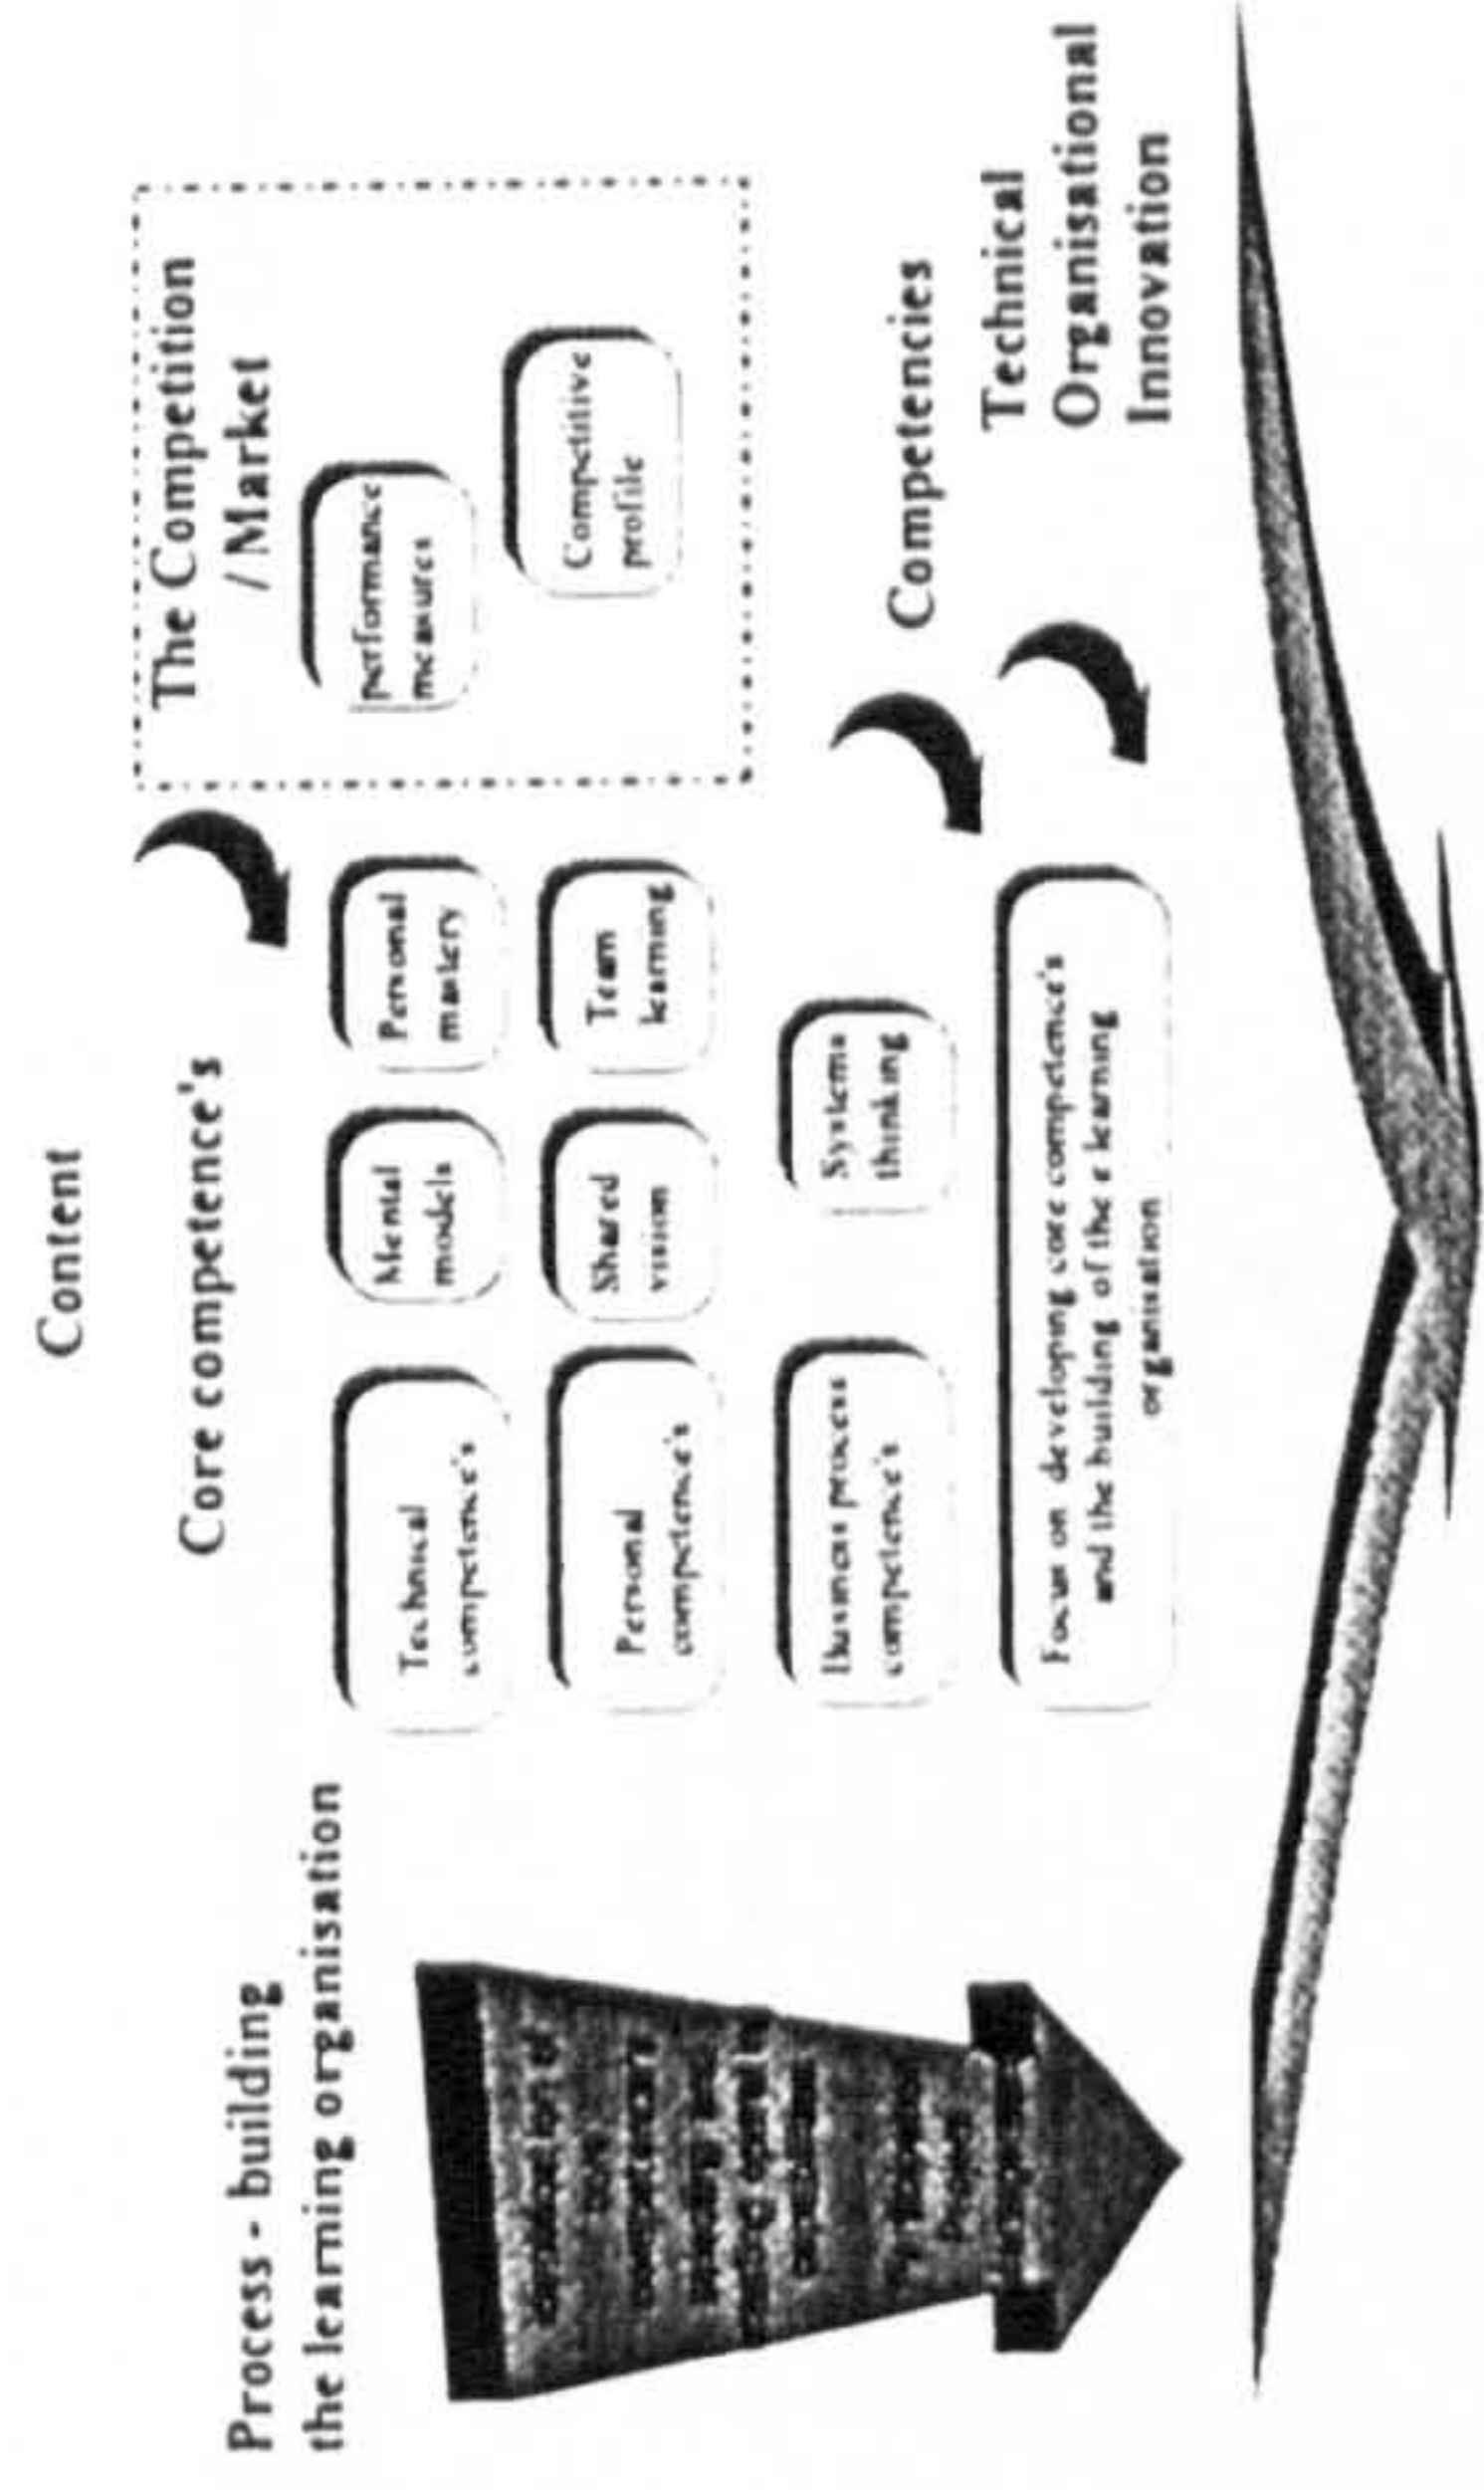 Content
Process - building
the learning organisation
Core competence's
The Competition
/ Market
Technical
competence's
Mental
models
Personal
mastery
performance
measures
Personal
competence's
Shared
vision
Team
learning
Competitive
profile
Business process
competence's
Systems
thinking
Competencies
Focus on developing core competence's
and the building of the e learning
organisation
Technical
Organisational
Innovation